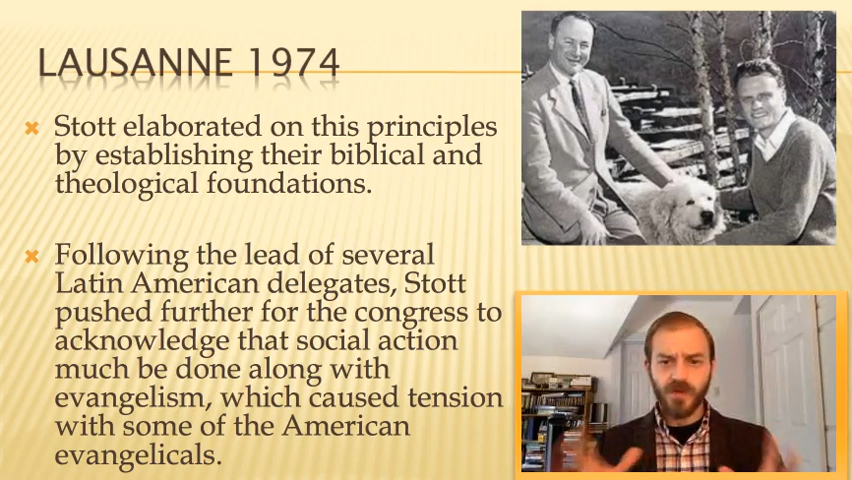 LAUSANNE 1974
Stott elaborated on this principles
by establishing their biblical and
theological foundations.
Following the lead of several
Latin American delegates, Stott
pushed further for the congress to
acknowledge that social action
much be done along with
evangelism, which caused tension
with some of the American
evangelicals.